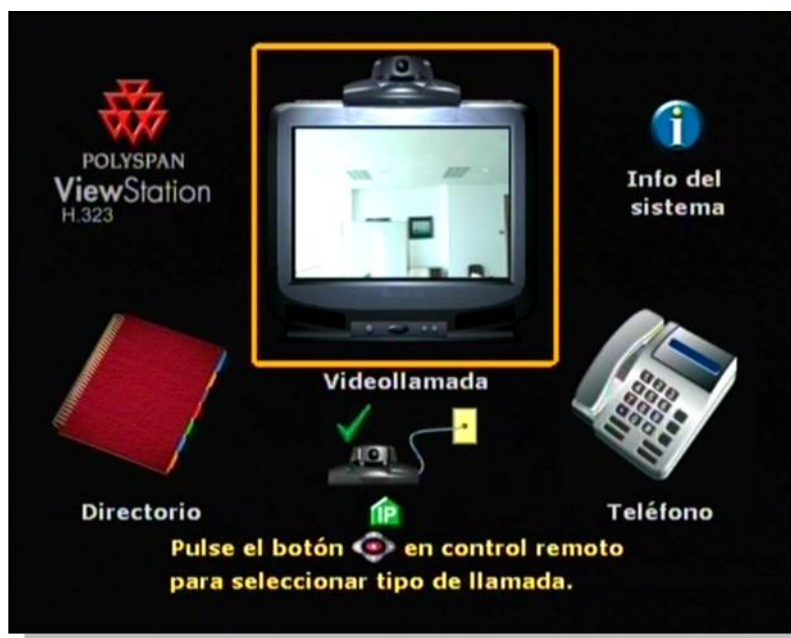 POLYSPAN
ViewStation
H.323
Info del
sistema
Videollamada
Directorio
IP
Teléfono
Pulse el botón en control remoto
para seleccionar tipo de llamada.